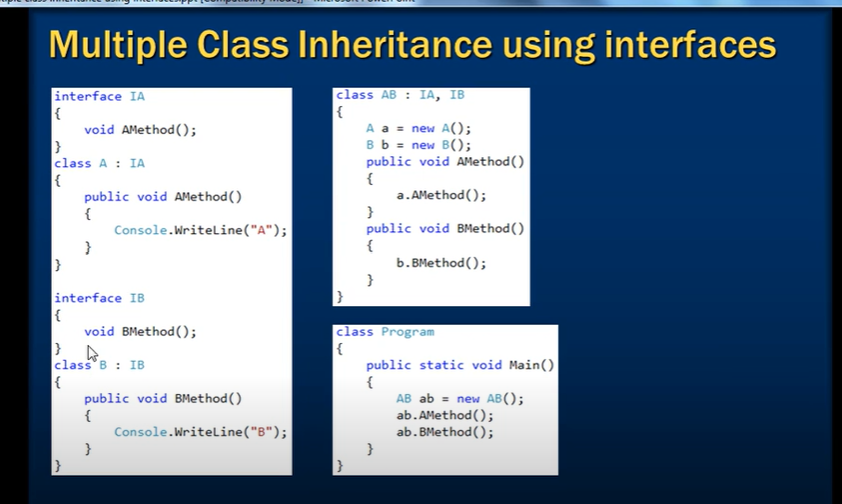 Multiple Class Inheritance using interfaces
interface IA
{
void AMethod();
}
class A : IA
{
public void AMethod()
{
Console.WriteLine("A");
}
}
interface IB
{
void BMethod();
}
class B : IB
{
public void BMethod()
{
Console.WriteLine("B");
}
}
class AB : IA, IB
{
A a = new A();
B b = new B();
public void AMethod()
{
a.AMethod();
}
public void BMethod()
{
b.BMethod();
}
}
class Program
{
public static void Main()
{
AB ab = new AB();
ab.AMethod();
ab.BMethod();
}
}